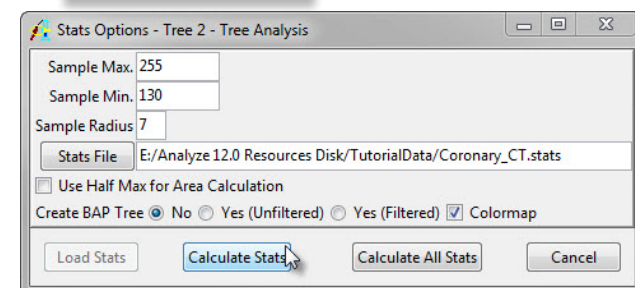 Stats Options - Tree 2 - Tree Analysis
Sample Max. 255
Sample Min. 130
Sample Radius 7
Stats File E:/Analyze 12.0 Resources Disk/TutorialData/Coronary_CT.stats
Use Half Max for Area Calculation
Create BAP Tree No Yes (Unfiltered) Yes (Filtered) Colormap
Load Stats Calculate Stats Calculate All Stats Cancel